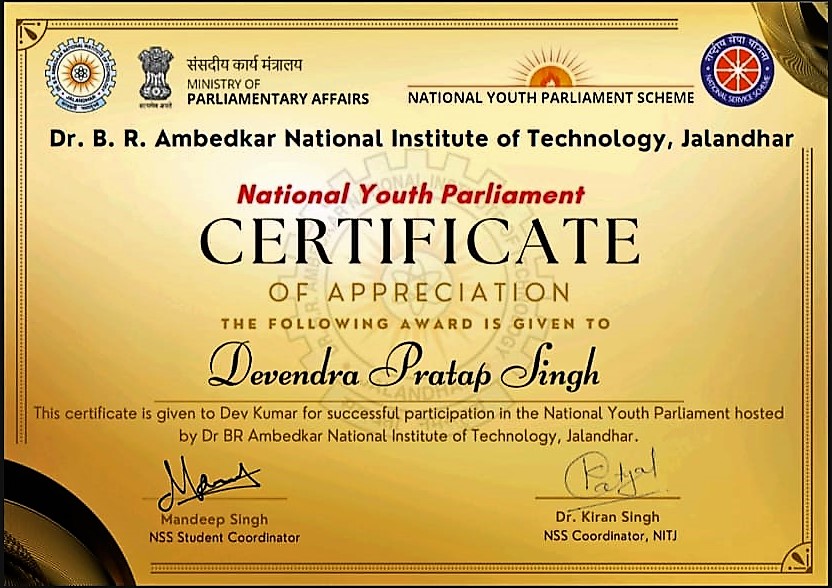 संसदीय कार्य मंत्रालय
MINISTRY OF
PARLIAMENTARY AFFAIRS
NATIONAL YOUTH PARLIAMENT SCHEME
राष्ट्रीय सेवा योजना
NATIONAL SERVICE SCHEME
Dr. B. R. Ambedkar National Institute of Technology, Jalandhar
National Youth Parliament
CERTIFICATE
OF APPRECIATION
THE FOLLOWING AWARD IS GIVEN TO
Devendra Pratap Singh
This certificate is given to Dev Kumar for successful participation in the National Youth Parliament hosted
by Dr BR Ambedkar National Institute of Technology, Jalandhar.
Mandeep Singh
NSS Student Coordinator
Dr. Kiran Singh
NSS Coordinator, NITJ